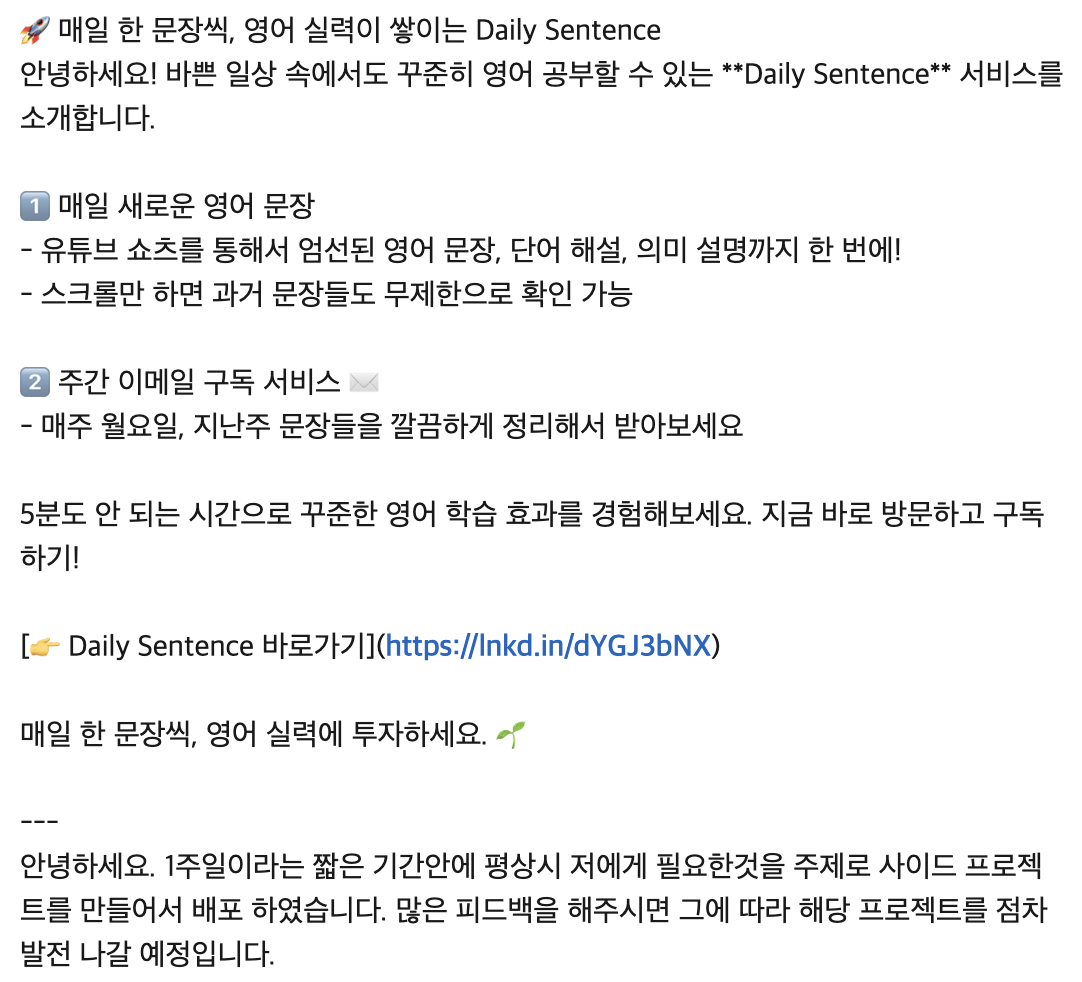 🚀 매일 한 문장씩, 영어 실력이 쌓이는 Daily Sentence
안녕하세요! 바쁜 일상 속에서도 꾸준히 영어 공부할 수 있는 **Daily Sentence** 서비스를
소개합니다.
1️⃣ 매일 새로운 영어 문장
- 유튜브 쇼츠를 통해서 엄선된 영어 문장, 단어 해설, 의미 설명까지 한 번에!
- 스크롤만 하면 과거 문장들도 무제한으로 확인 가능
2️⃣ 주간 이메일 구독 서비스 ✉️
- 매주 월요일, 지난주 문장들을 깔끔하게 정리해서 받아보세요
5분도 안 되는 시간으로 꾸준한 영어 학습 효과를 경험해보세요. 지금 바로 방문하고 구독
하기!
[👉 Daily Sentence 바로가기](https://lnkd.in/dYGJ3bNX)
매일 한 문장씩, 영어 실력에 투자하세요. 🌱
---
안녕하세요. 1주일이라는 짧은 기간안에 평상시 저에게 필요한것을 주제로 사이드 프로젝
트를 만들어서 배포 하였습니다. 많은 피드백을 해주시면 그에 따라 해당 프로젝트를 점차
발전 나갈 예정입니다.